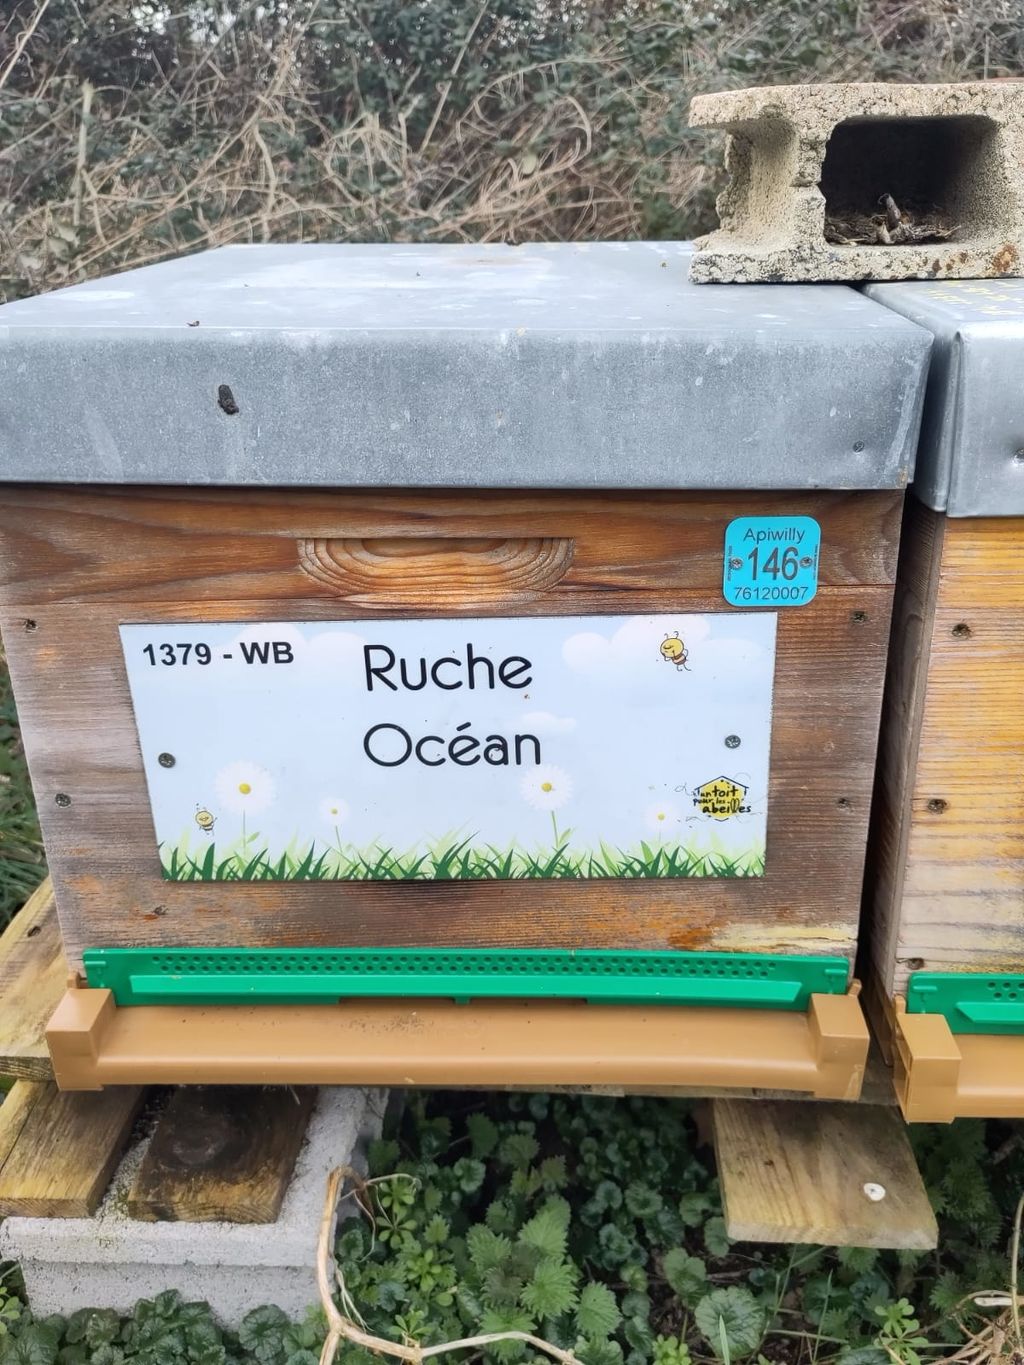 Apiwilly
146
76120007
1379 - WB
Ruche
Océan
un toit
pour les
abeilles